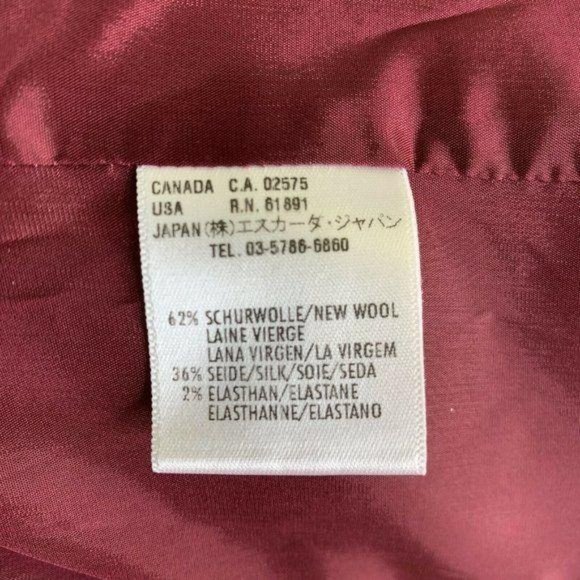 CANADA C.A. 02575
USA R.N. 61891
JAPAN(株)エスカーダ・ジャパン
TEL. 03-5786-6860
62% SCHURWOLLE/NEW WOOL
LAINE VIERGE
LANA VIRGEN/LA VIRGEM
36% SEIDE/SILK/SOIE/SEDA
2% ELASTHAN/ELASTANE
ELASTHANNE/ELASTANO